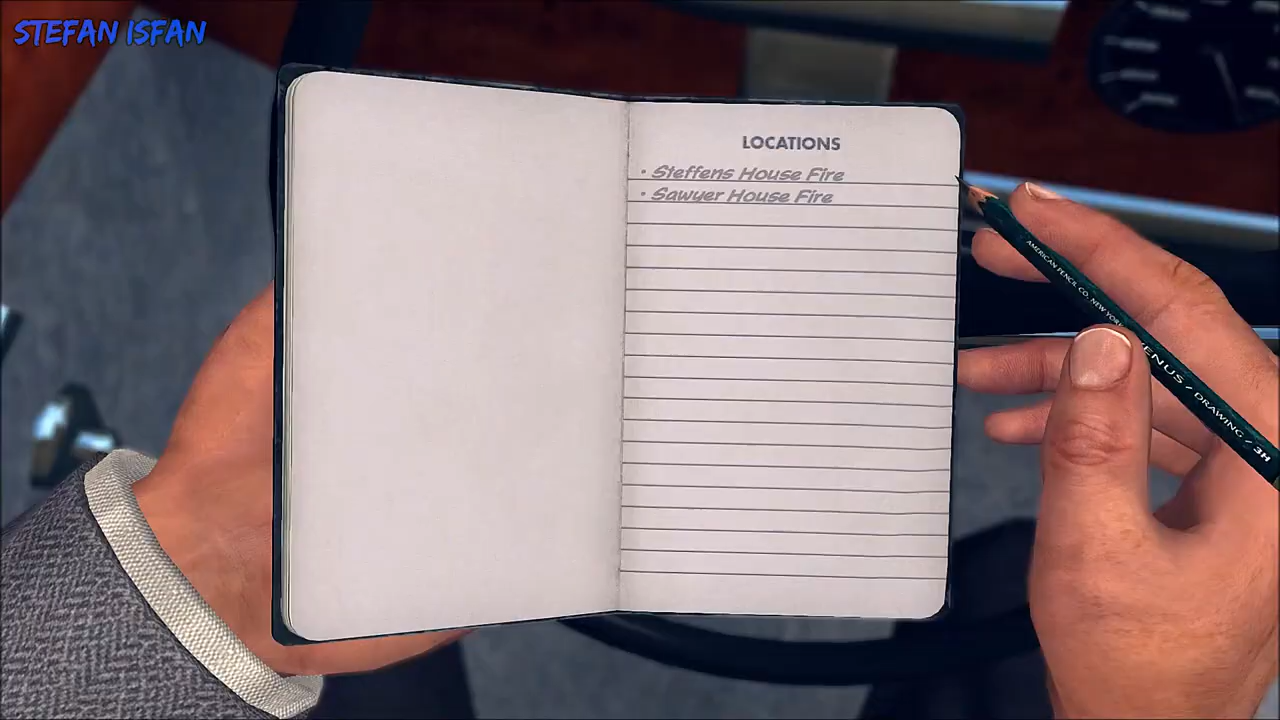 STEFAN ISFAN
LOCATIONS
• Steffens House Fire
• Sawyer House Fire
AMERICAN PENCIL CO. NEW YORK
VENUS / DRAWING / 3H